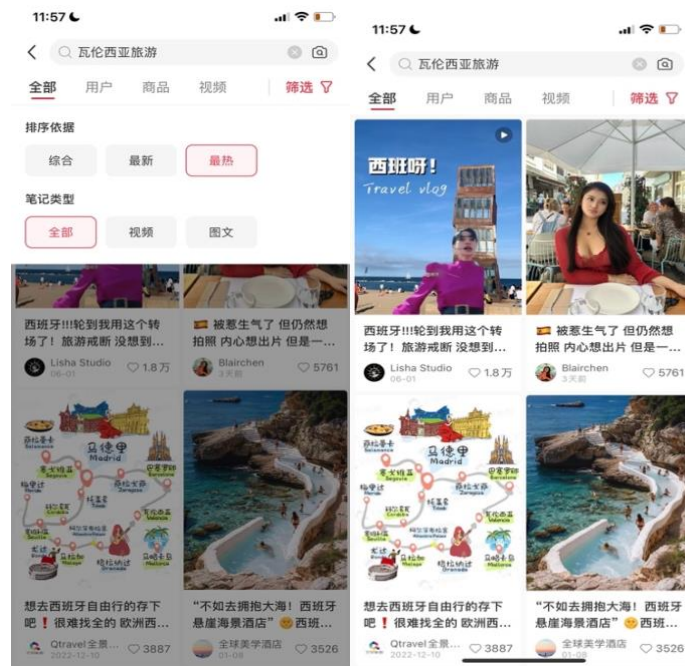 11:57
瓦伦西亚旅游
全部 用户 商品 视频 筛选
排序依据
综合 最新 最热
笔记类型
全部 视频 图文
西班牙!!!轮到我用这个转
场了! 旅游戒断 没想到...
Lisha Studio 1.8万
06-01
被惹生气了 但仍然想
拍照 内心想出片 但是一...
Blairchen 5761
3天前
马德里
Madrid
想去西班牙自由行的存下
吧❗很难找全的 欧洲西...
Qtravel全景... 3887
2022-12-10
“不如去拥抱大海! 西班牙
悬崖海景酒店” 西班...
全球美学酒店 3526
01-08
11:57
瓦伦西亚旅游
全部 用户 商品 视频 筛选
西班呀!
Travel vlog
西班牙!!!轮到我用这个转
场了! 旅游戒断 没想到...
Lisha Studio 1.8万
06-01
被惹生气了 但仍然想
拍照 内心想出片 但是一...
Blairchen 5761
3天前
马德里
Madrid
想去西班牙自由行的存下
吧❗很难找全的 欧洲西...
Qtravel全景... 3887
2022-12-10
“不如去拥抱大海! 西班牙
悬崖海景酒店” 西班...
全球美学酒店 3526
01-08